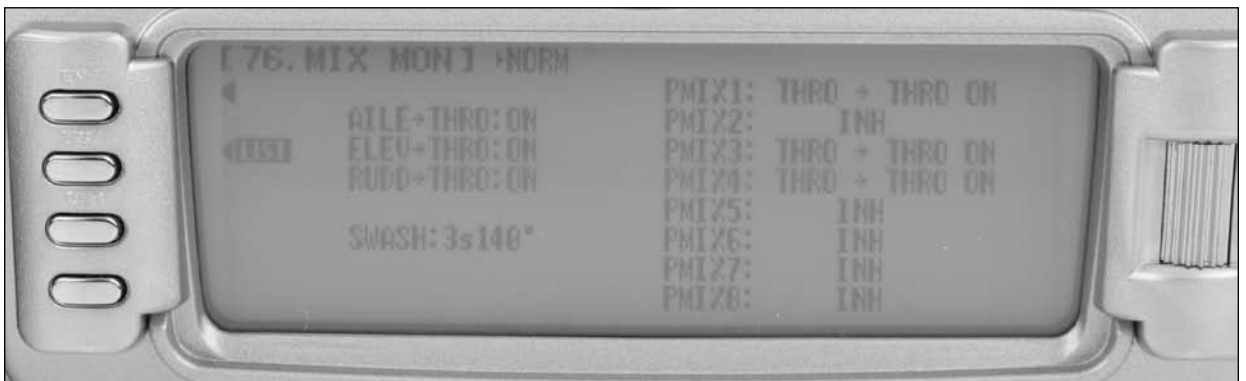 [76.MIX MON] ▸NORM
◀
AILE→THRO:ON
◀LIST ELEV→THRO:ON
RUDD→THRO:ON
SWASH:3s140°
PMIX1: THRO → THRO ON
PMIX2: INH
PMIX3: THRO → THRO ON
PMIX4: THRO → THRO ON
PMIX5: INH
PMIX6: INH
PMIX7: INH
PMIX8: INH